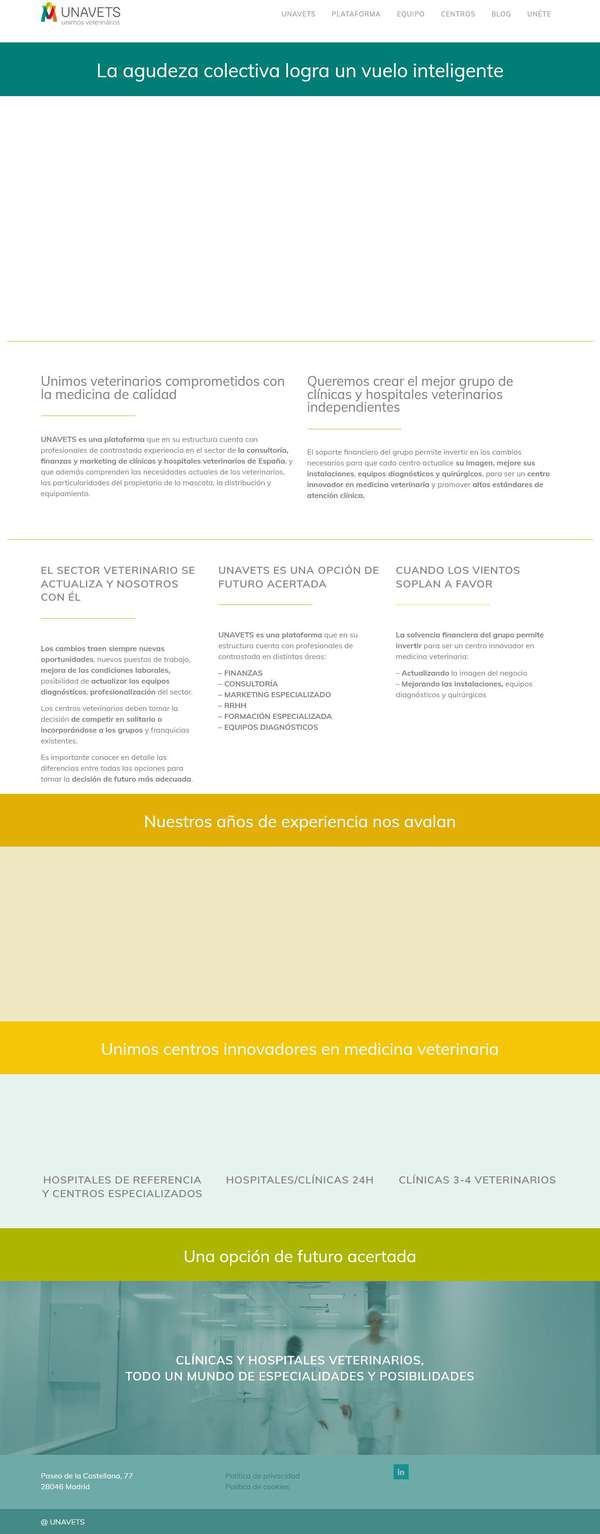 UNAVETS
unimos veterinarios
UNAVETS PLATAFORMA EQUIPO CENTROS BLOG ÚNETE
La agudeza colectiva logra un vuelo inteligente
Unimos veterinarios comprometidos con
la medicina de calidad
UNAVETS es una plataforma que en su estructura cuenta con
profesionales de contrastada experiencia en el sector de la consultoría,
finanzas y marketing de clínicas y hospitales veterinarios de España, y
que además comprenden las necesidades actuales de los veterinarios,
las particularidades del propietario de la mascota, la distribución y
equipamiento.
Queremos crear el mejor grupo de
clínicas y hospitales veterinarios
independientes
El soporte financiero del grupo permite invertir en los cambios
necesarios para que cada centro actualice su imagen, mejore sus
instalaciones, equipos diagnósticos y quirúrgicos, para ser un centro
innovador en medicina veterinaria y promover altos estándares de
atención clínica.
EL SECTOR VETERINARIO SE
ACTUALIZA Y NOSOTROS
CON ÉL
Los cambios traen siempre nuevas
oportunidades, nuevos puestos de trabajo,
mejora de las condiciones laborales,
posibilidad de actualizar los equipos
diagnósticos, profesionalización del sector.
Los centros veterinarios deben tomar la
decisión de competir en solitario o
incorporándose a los grupos y franquicias
existentes.
Es importante conocer en detalle las
diferencias entre todas las opciones para
tomar la decisión de futuro más adecuada.
UNAVETS ES UNA OPCIÓN DE
FUTURO ACERTADA
UNAVETS es una plataforma que en su
estructura cuenta con profesionales de
contrastada en distintas áreas:
– FINANZAS
– CONSULTORÍA
– MARKETING ESPECIALIZADO
– RRHH
– FORMACIÓN ESPECIALIZADA
– EQUIPOS DIAGNÓSTICOS
CUANDO LOS VIENTOS
SOPLAN A FAVOR
La solvencia financiera del grupo permite
invertir para ser un centro innovador en
medicina veterinaria:
– Actualizando la imagen del negocio
– Mejorando las instalaciones, equipos
diagnósticos y quirúrgicos
Nuestros años de experiencia nos avalan
Unimos centros innovadores en medicina veterinaria
HOSPITALES DE REFERENCIA
Y CENTROS ESPECIALIZADOS
HOSPITALES/CLÍNICAS 24H
CLÍNICAS 3-4 VETERINARIOS
Una opción de futuro acertada
CLÍNICAS Y HOSPITALES VETERINARIOS,
TODO UN MUNDO DE ESPECIALIDADES Y POSIBILIDADES
Paseo de la Castellana, 77
28046 Madrid
Política de privacidad
Política de cookies
in
@ UNAVETS